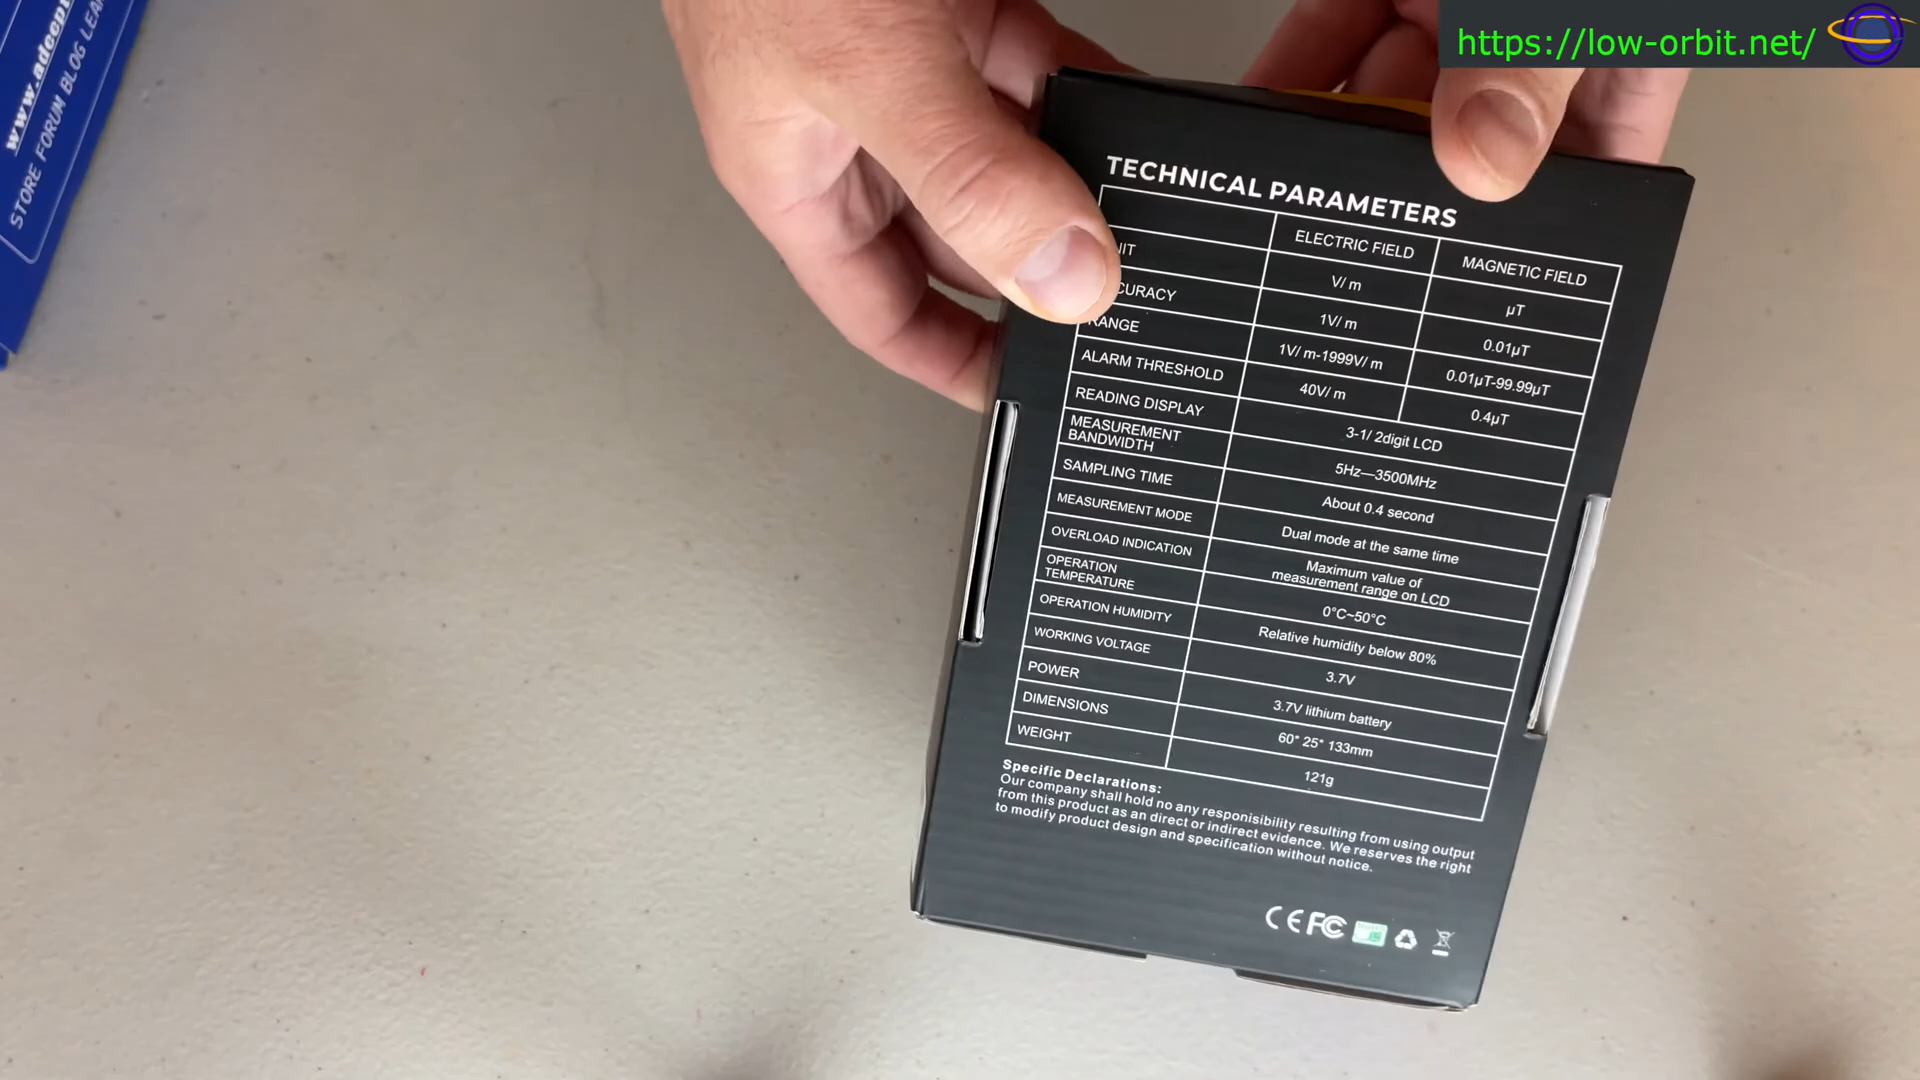 https://low-orbit.net/
STORE FORUM BLOG
TECHNICAL PARAMETERS
ELECTRIC FIELD MAGNETIC FIELD
V/ m µT
1V/ m 0.01µT
RANGE 1V/ m-1999V/ m 0.01µT-99.99µT
ALARM THRESHOLD 40V/ m 0.4µT
READING DISPLAY 3-1/ 2digit LCD
MEASUREMENT
BANDWIDTH 5Hz—3500MHz
SAMPLING TIME About 0.4 second
MEASUREMENT MODE Dual mode at the same time
OVERLOAD INDICATION Maximum value of
measurement range on LCD
OPERATION
TEMPERATURE 0°C~50°C
OPERATION HUMIDITY Relative humidity below 80%
WORKING VOLTAGE 3.7V
POWER 3.7V lithium battery
DIMENSIONS 60* 25* 133mm
WEIGHT 121g
Specific Declarations:
Our company shall hold no any responisibility resulting from using output
from this product as an direct or indirect evidence. We reserves the right
to modify product design and specification without notice.
CE FC